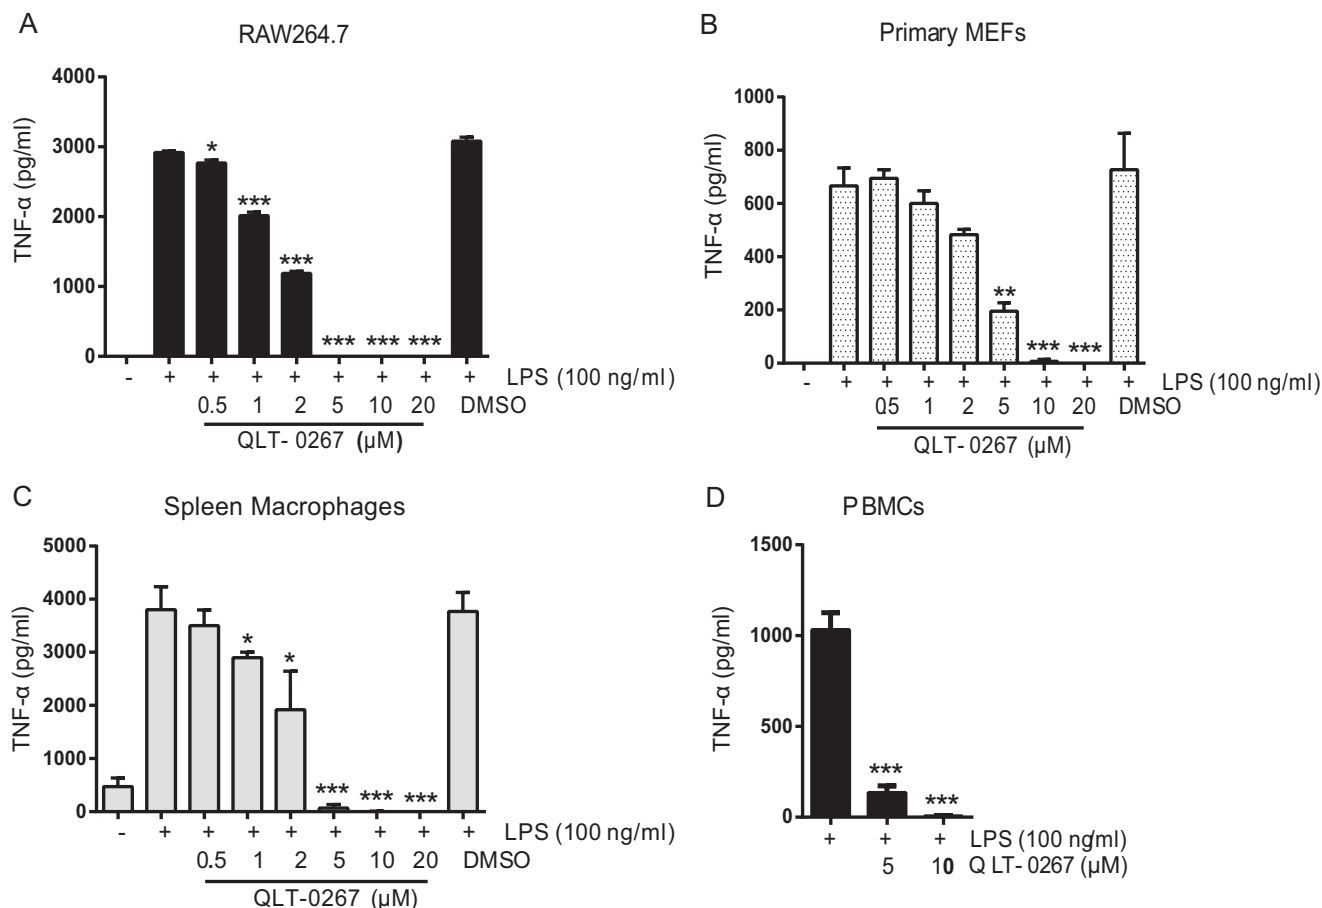 A
RAW264.7
TNF-α (pg/ml)
4000
3000
2000
1000
0
*
***
***
*** *** ***
- + + + + + + + + LPS (100 ng/ml)
0.5 1 2 5 10 20 DMSO
QLT- 0267 (µM)
B
Primary MEFs
TNF-α (pg/ml)
1000
800
600
400
200
0
**
*** ***
- + + + + + + + + LPS (100 ng/ml)
05 1 2 5 10 20 DMSO
QLT- 0267 (µM)
C
Spleen Macrophages
TNF-α (pg/ml)
5000
4000
3000
2000
1000
0
*
*
*** *** ***
- + + + + + + + + LPS (100 ng/ml)
0.5 1 2 5 10 20 DMSO
QLT-0267 (µM)
D
PBMCs
TNF-α (pg/ml)
1500
1000
500
0
***
***
+ + + LPS (100 ng/ml)
5 10 QLT- 0267 (µM)